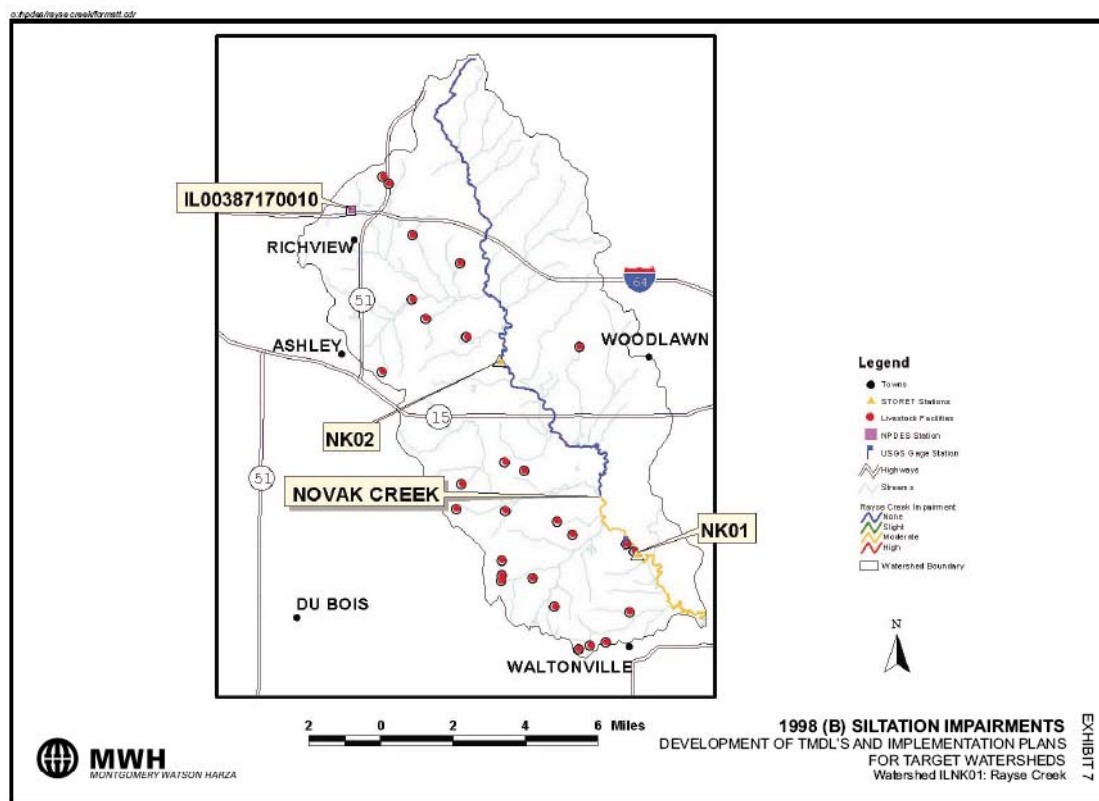 o:/npdes/rayse creek/formatt.cdr
IL00387170010
RICHVIEW
64
51
ASHLEY
WOODLAWN
15
NK02
51
NOVAK CREEK
NK01
DU BOIS
WALTONVILLE
Legend
Towns
STORET Stations
Livestock Facilities
NPDES Station
USGS Gage Station
Highways
Streams
Rayse Creek Impairment
None
Slight
Moderate
High
Watershed Boundary
N
2 0 2 4 6 Miles
MWH
MONTGOMERY WATSON HARZA
1998 (B) SILTATION IMPAIRMENTS
DEVELOPMENT OF TMDL'S AND IMPLEMENTATION PLANS
FOR TARGET WATERSHEDS
Watershed ILNK01: Rayse Creek
EXHIBIT 7